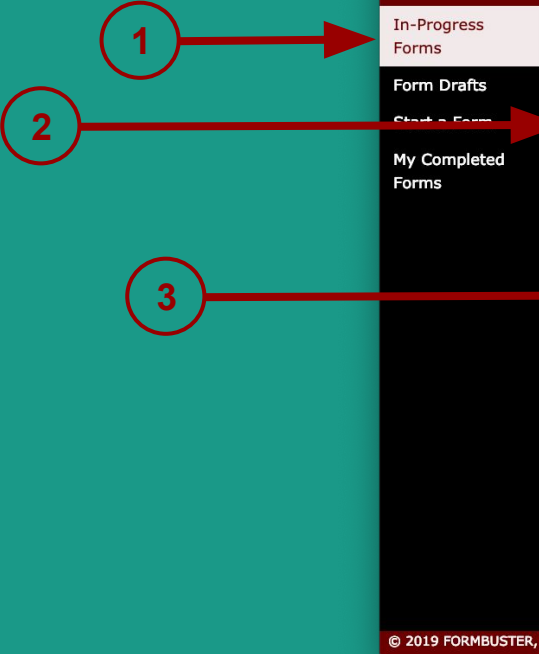 1
In-Progress
Forms
Form Drafts
2
Start a Form
My Completed
Forms
3
© 2019 FORMBUSTER,